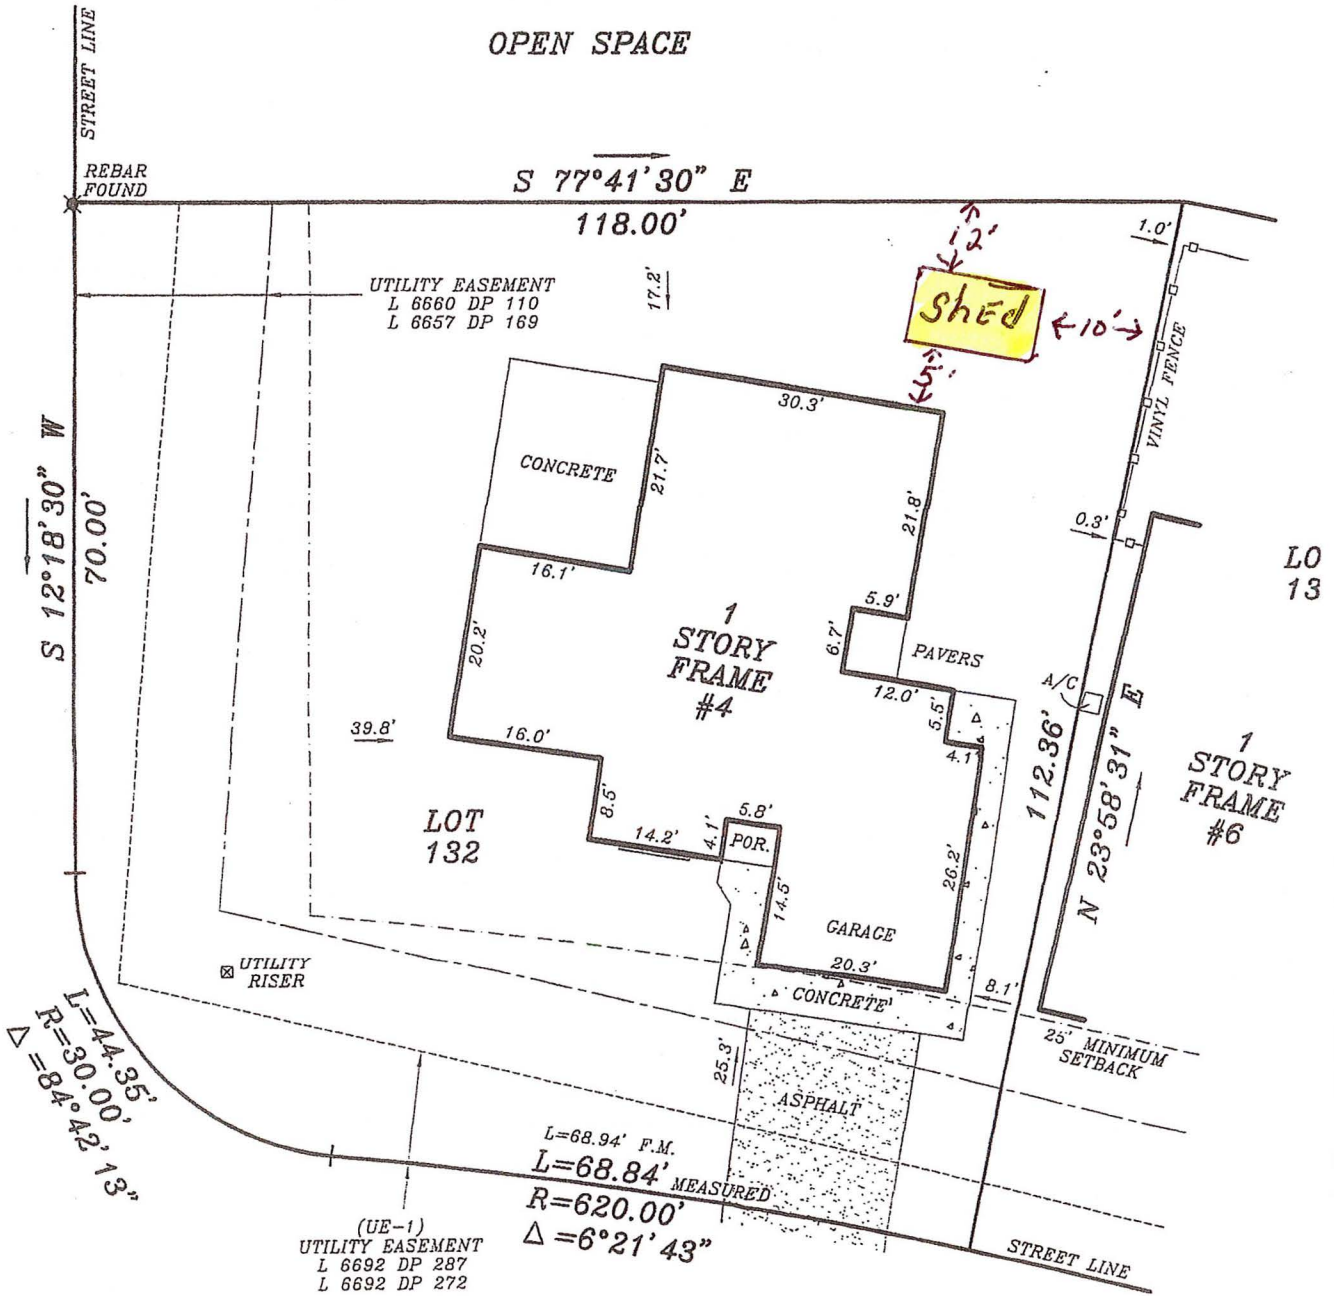 OPEN SPACE
STREET LINE
REBAR
FOUND
S 77°41'30" E
118.00'
12'
1.0'
UTILITY EASEMENT
L 6660 DP 110
L 6657 DP 169
17.2'
ShEd
10'
5'
VINYL FENCE
30.3'
CONCRETE
21.7'
21.8'
S 12°18'30" W
70.00'
0.3'
LO
13
16.1'
5.9'
6.7'
PAVERS
1
STORY
FRAME
#4
20.2'
12.0'
A/C
5.5'
4.1'
39.8'
16.0'
112.36'
N 23°58'31" E
1
STORY
FRAME
#6
8.5'
5.8'
14.2'
4.1'
POR.
LOT
132
26.2'
14.5'
GARAGE
20.3'
UTILITY
RISER
CONCRETE
8.1'
25' MINIMUM
SETBACK
L=44.35'
R=30.00'
Δ =84°42'13"
25.3'
ASPHALT
L=68.94' F.M.
L=68.84' MEASURED
R=620.00'
Δ =6°21'43"
(UE-1)
UTILITY EASEMENT
L 6692 DP 287
L 6692 DP 272
STREET LINE